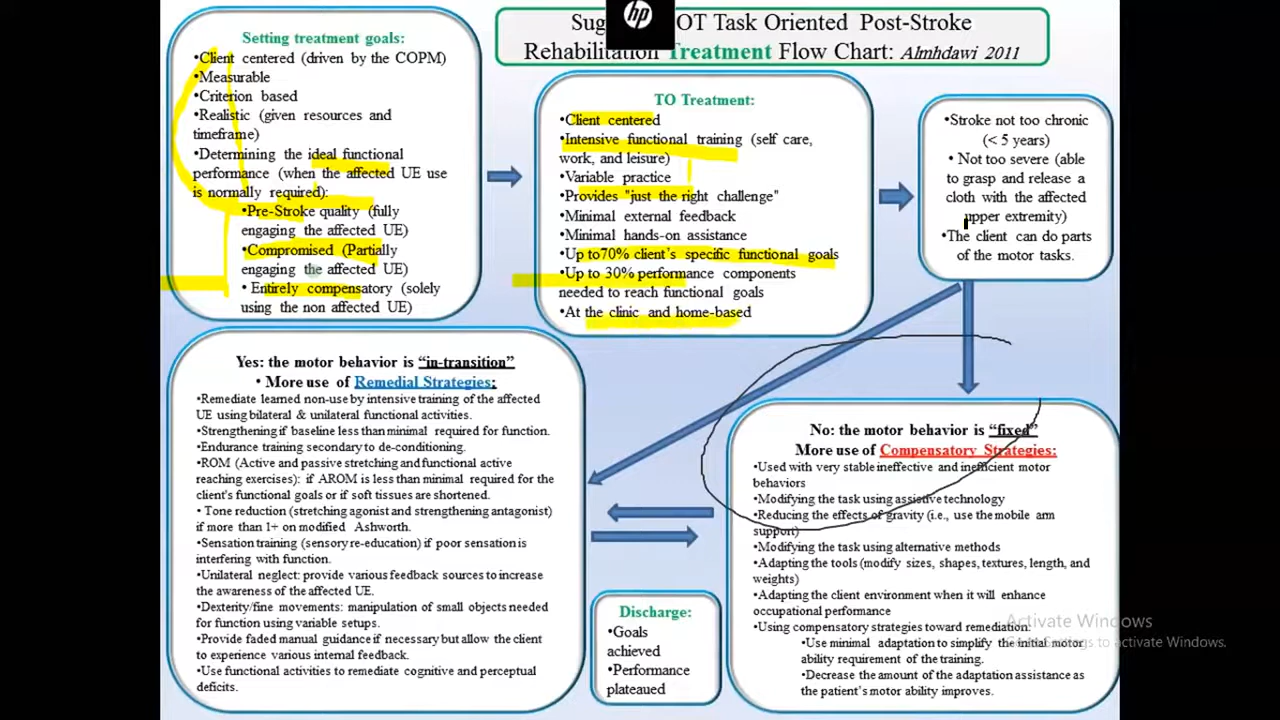 OT Task Oriented Post-Stroke
Rehabilitation Treatment Flow Chart: Almhdawi 2011
hp
Setting treatment goals:
•Client centered (driven by the COPM)
•Measurable
•Criterion based
•Realistic (given resources and
timeframe)
•Determining the ideal functional
performance (when the affected UE use
is normally required):
•Pre-Stroke quality (fully
engaging the affected UE)
•Compromised (Partially
engaging the affected UE)
• Entirely compensatory (solely
using the non affected UE)
TO Treatment:
•Client centered
•Intensive functional training (self care,
work, and leisure)
•Variable practice
•Provides "just the right challenge"
•Minimal external feedback
•Minimal hands-on assistance
•Up to70% client's specific functional goals
•Up to 30% performance components
needed to reach functional goals
•At the clinic and home-based
•Stroke not too chronic
(< 5 years)
• Not too severe (able
to grasp and release a
cloth with the affected
upper extremity)
•The client can do parts
of the motor tasks.
Yes: the motor behavior is “in-transition”
• More use of Remedial Strategies:
•Remediate learned non-use by intensive training of the affected
UE using bilateral & unilateral functional activities.
•Strengthening if baseline less than minimal required for function.
•Endurance training secondary to de-conditioning.
•ROM (Active and passive stretching and functional active
reaching exercises): if AROM is less than minimal required for the
client's functional goals or if soft tissues are shortened.
• Tone reduction (stretching agonist and strengthening antagonist)
if more than 1+ on modified Ashworth.
•Sensation training (sensory re-education) if poor sensation is
interfering with function.
•Unilateral neglect: provide various feedback sources to increase
the awareness of the affected UE.
•Dexterity/fine movements: manipulation of small objects needed
for function using variable setups.
•Provide faded manual guidance if necessary but allow the client
to experience various internal feedback.
•Use functional activities to remediate cognitive and perceptual
deficits.
Discharge:
•Goals
achieved
•Performance
plateaued
No: the motor behavior is “fixed”
More use of Compensatory Strategies:
•Used with very stable ineffective and inefficient motor
behaviors
•Modifying the task using assistive technology
•Reducing the effects of gravity (i.e., use the mobile arm
support)
•Modifying the task using alternative methods
•Adapting the tools (modify sizes, shapes, textures, length, and
weights)
•Adapting the client environment when it will enhance
occupational performance
•Using compensatory strategies toward remediation:
•Use minimal adaptation to simplify the initial motor
ability requirement of the training.
•Decrease the amount of the adaptation assistance as
the patient's motor ability improves.
Activate Windows
Go to Settings to activate Windows.